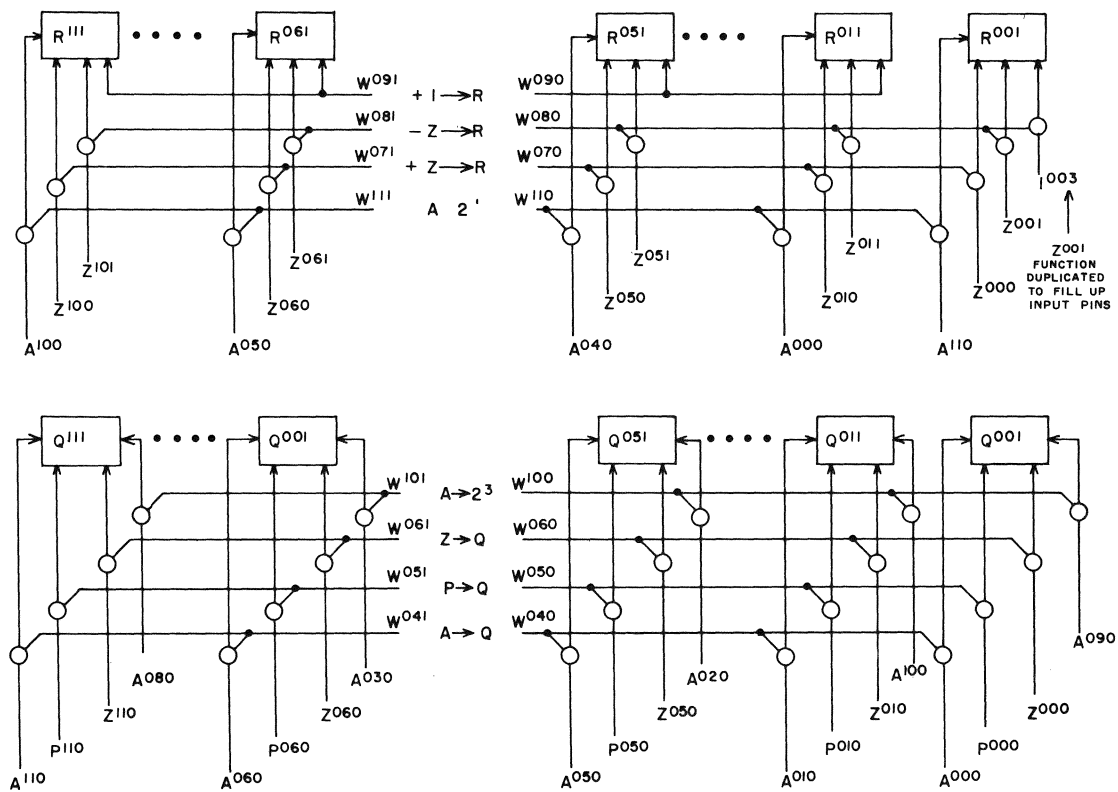 R111 R061 R051 R011 R001
W091 + 1 → R W090
W081 − Z → R W080
W071 + Z → R W070
W111 A 2' W110
1003
Z101 Z061 Z051 Z011 Z001
Z001
FUNCTION
DUPLICATED
TO FILL UP
INPUT PINS
Z100 Z060 Z050 Z010 Z000
A100 A050 A040 A000 A110
Q111 Q001 Q051 Q011 Q001
W101 A→2³ W100
W061 Z→Q W060
W051 P→Q W050
W041 A→Q W040
A080 A030 A020 A100 A090
Z110 Z060 Z050 Z010 Z000
P110 P060 P050 P010 P000
A110 A060 A050 A010 A000